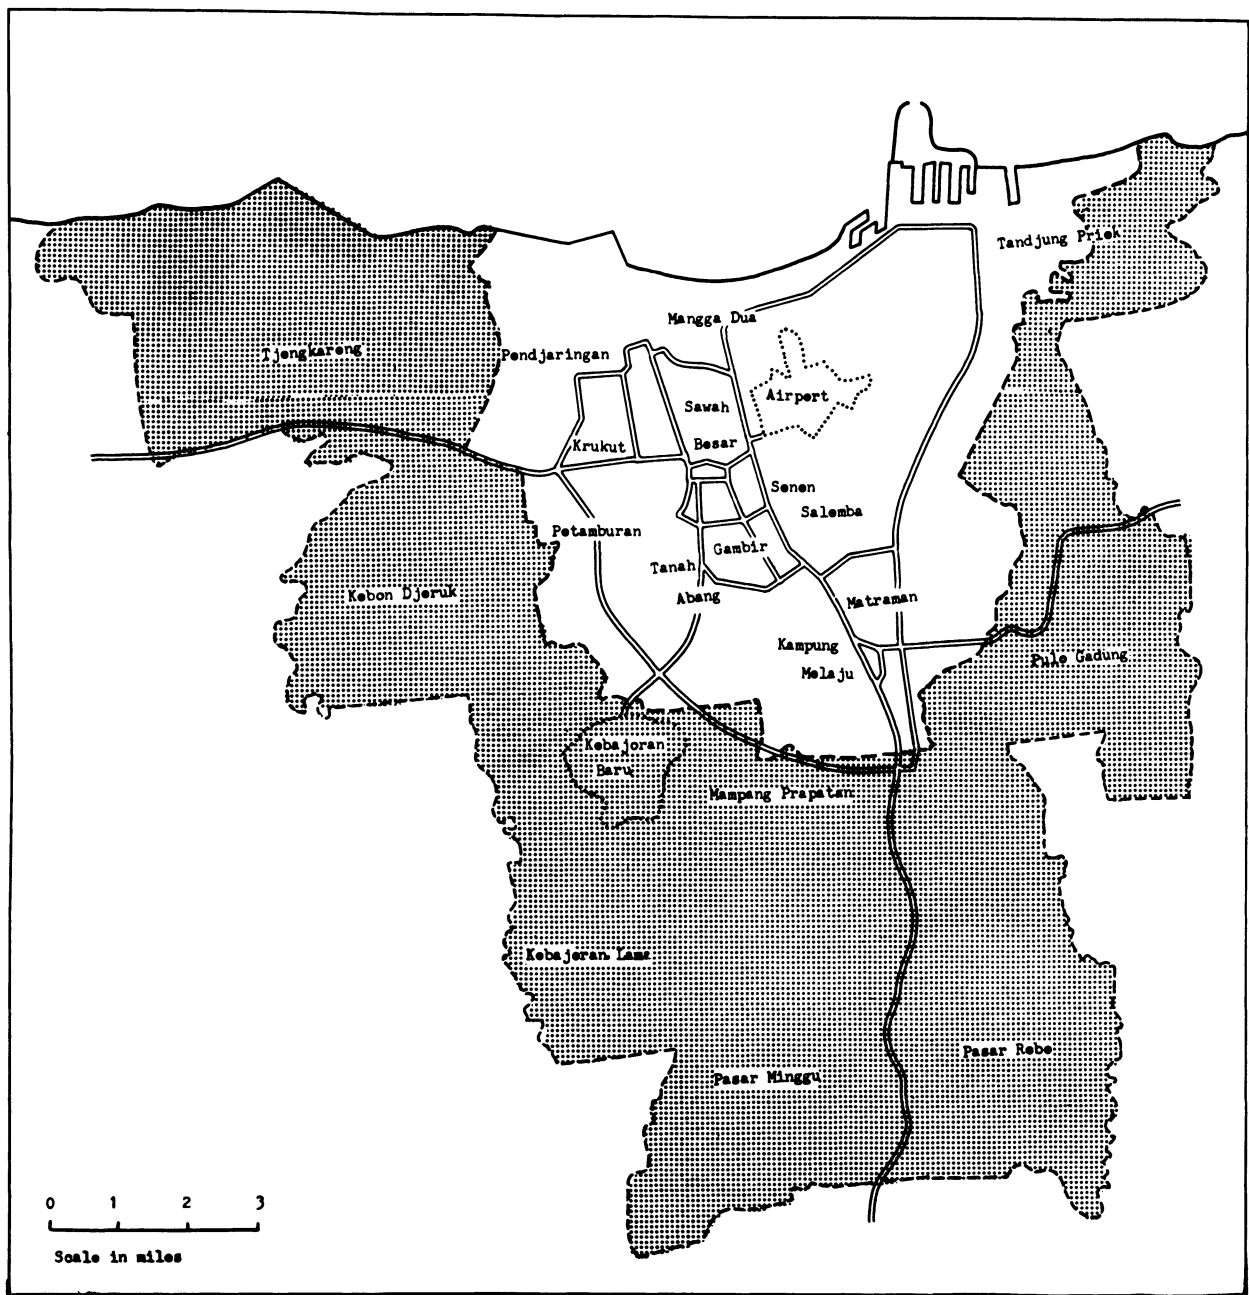 Tandjung Priok
Mangga Dua
Tjengkareng
Pendjaringan
Airport
Sawah
Besar
Krukut
Senen
Salemba
Petamburan
Gambir
Tanah
Abang
Kebon Djeruk
Matraman
Kampung
Melaju
Pulo Gadung
Kebajoran
Baru
Mampang Prapatan
Kebajoran Lama
Pasar Rebo
Pasar Minggu
0 1 2 3
Scale in miles